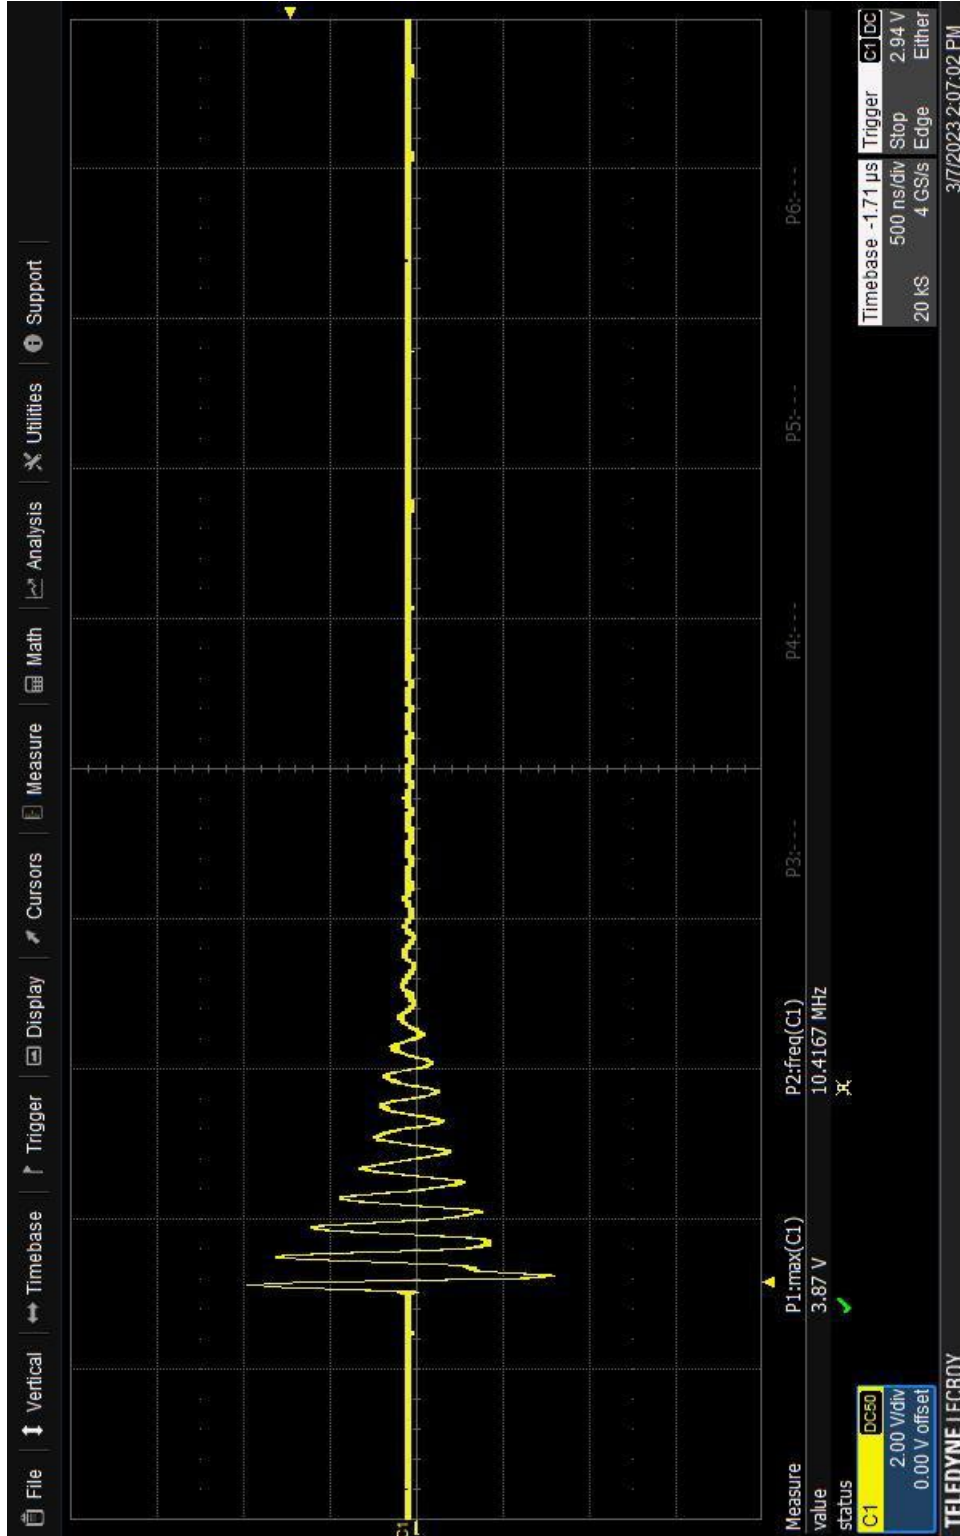 File Vertical Timebase Trigger Display Cursors Measure Math Analysis Utilities Support
C1
Measure P1:max(C1) P2:freq(C1) P3:--- P4:--- P5:--- P6:---
value 3.87 V 10.4167 MHz
status
C1 DC50
2.00 V/div
0.00 V offset
Timebase -1.71 µs
500 ns/div
20 kS 4 GS/s
Trigger C1 DC
Stop 2.94 V
Edge Either
TELEDYNE LECROY 3/7/2023 2:07:02 PM